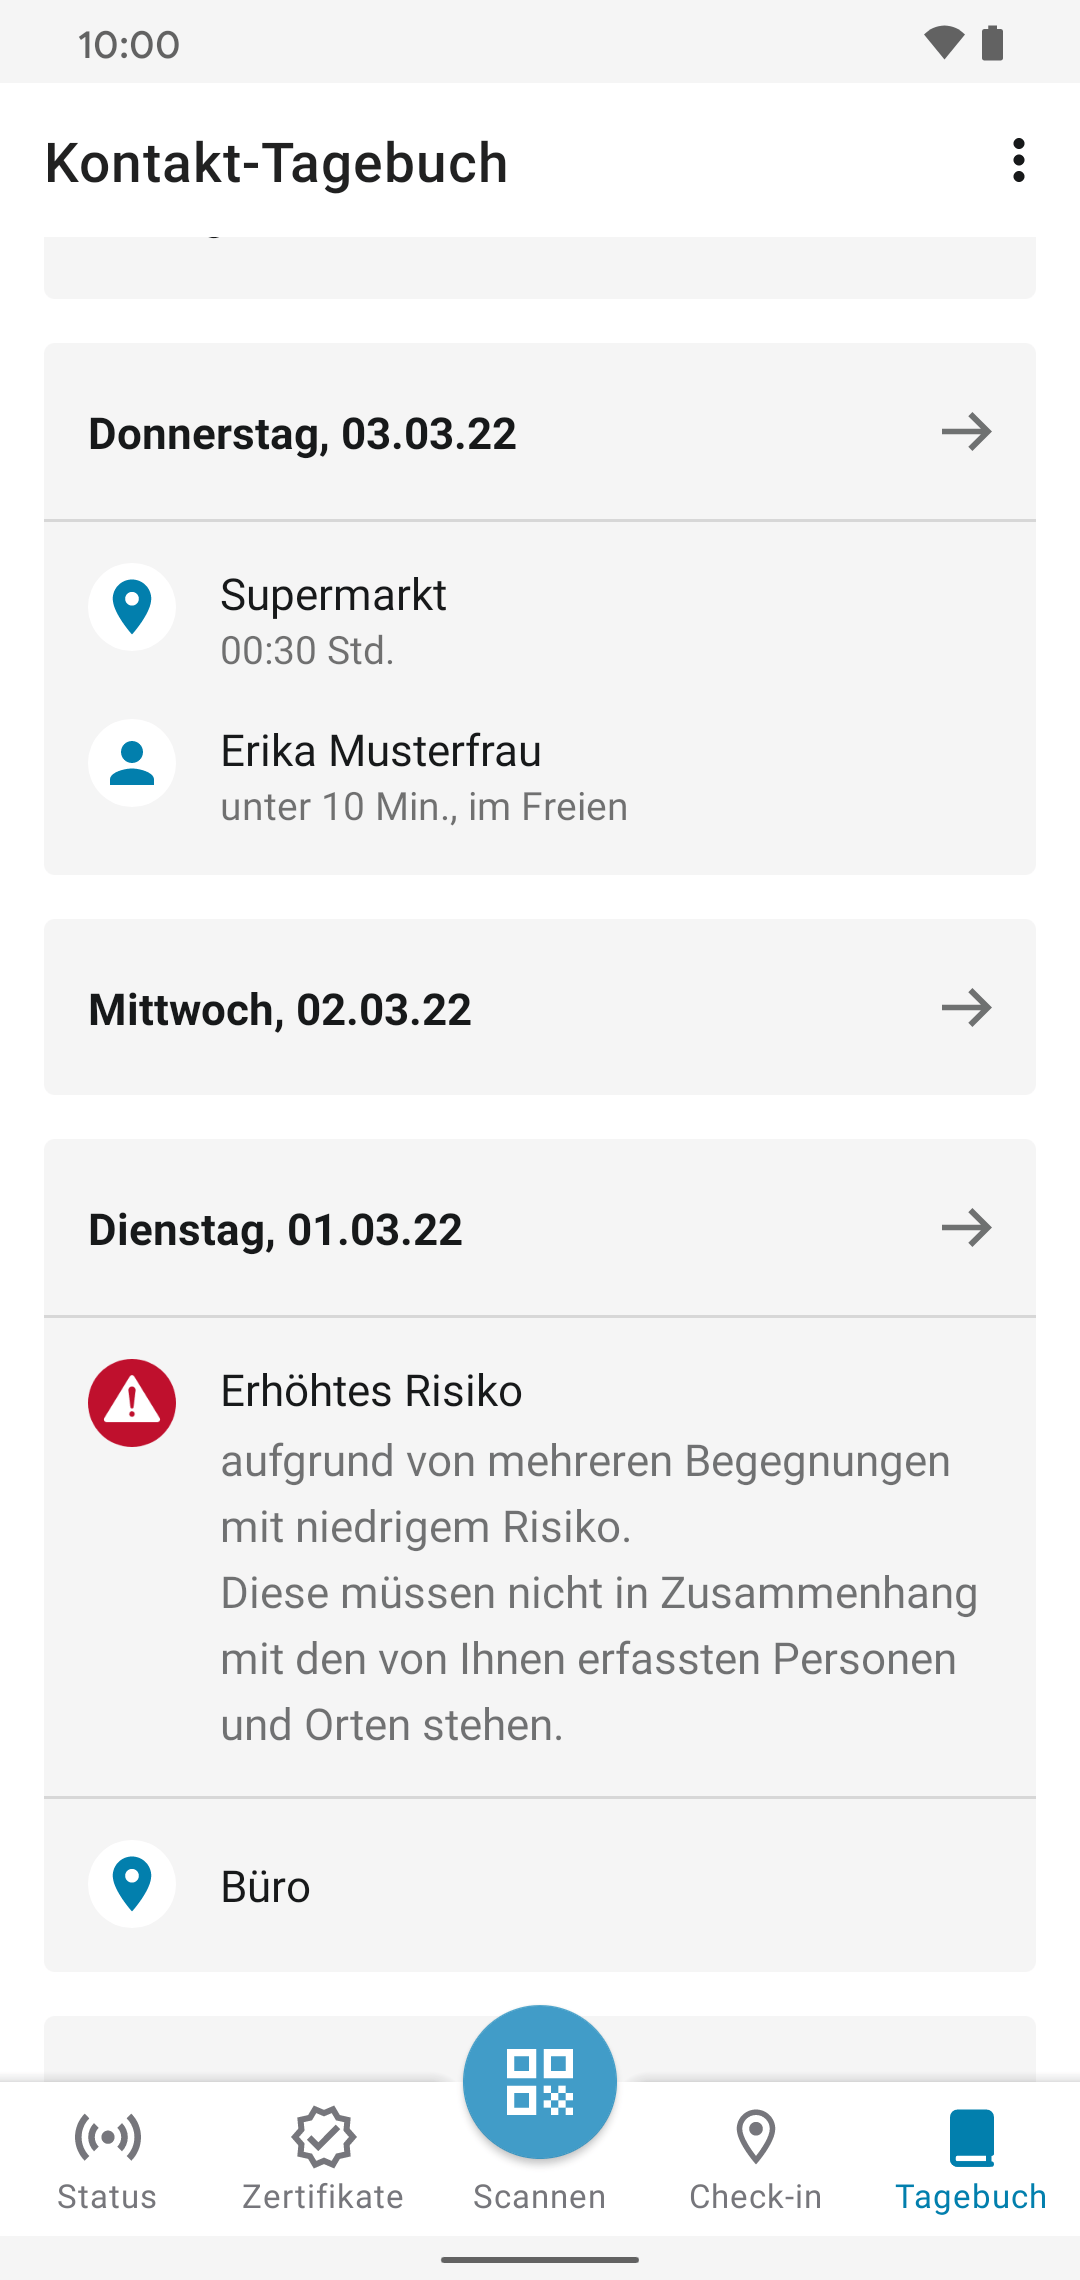 10:00
Kontakt-Tagebuch
Donnerstag, 03.03.22
Supermarkt
00:30 Std.
Erika Musterfrau
unter 10 Min., im Freien
Mittwoch, 02.03.22
Dienstag, 01.03.22
Erhöhtes Risiko
aufgrund von mehreren Begegnungen
mit niedrigem Risiko.
Diese müssen nicht in Zusammenhang
mit den von Ihnen erfassten Personen
und Orten stehen.
Büro
Status
Zertifikate
Scannen
Check-in
Tagebuch